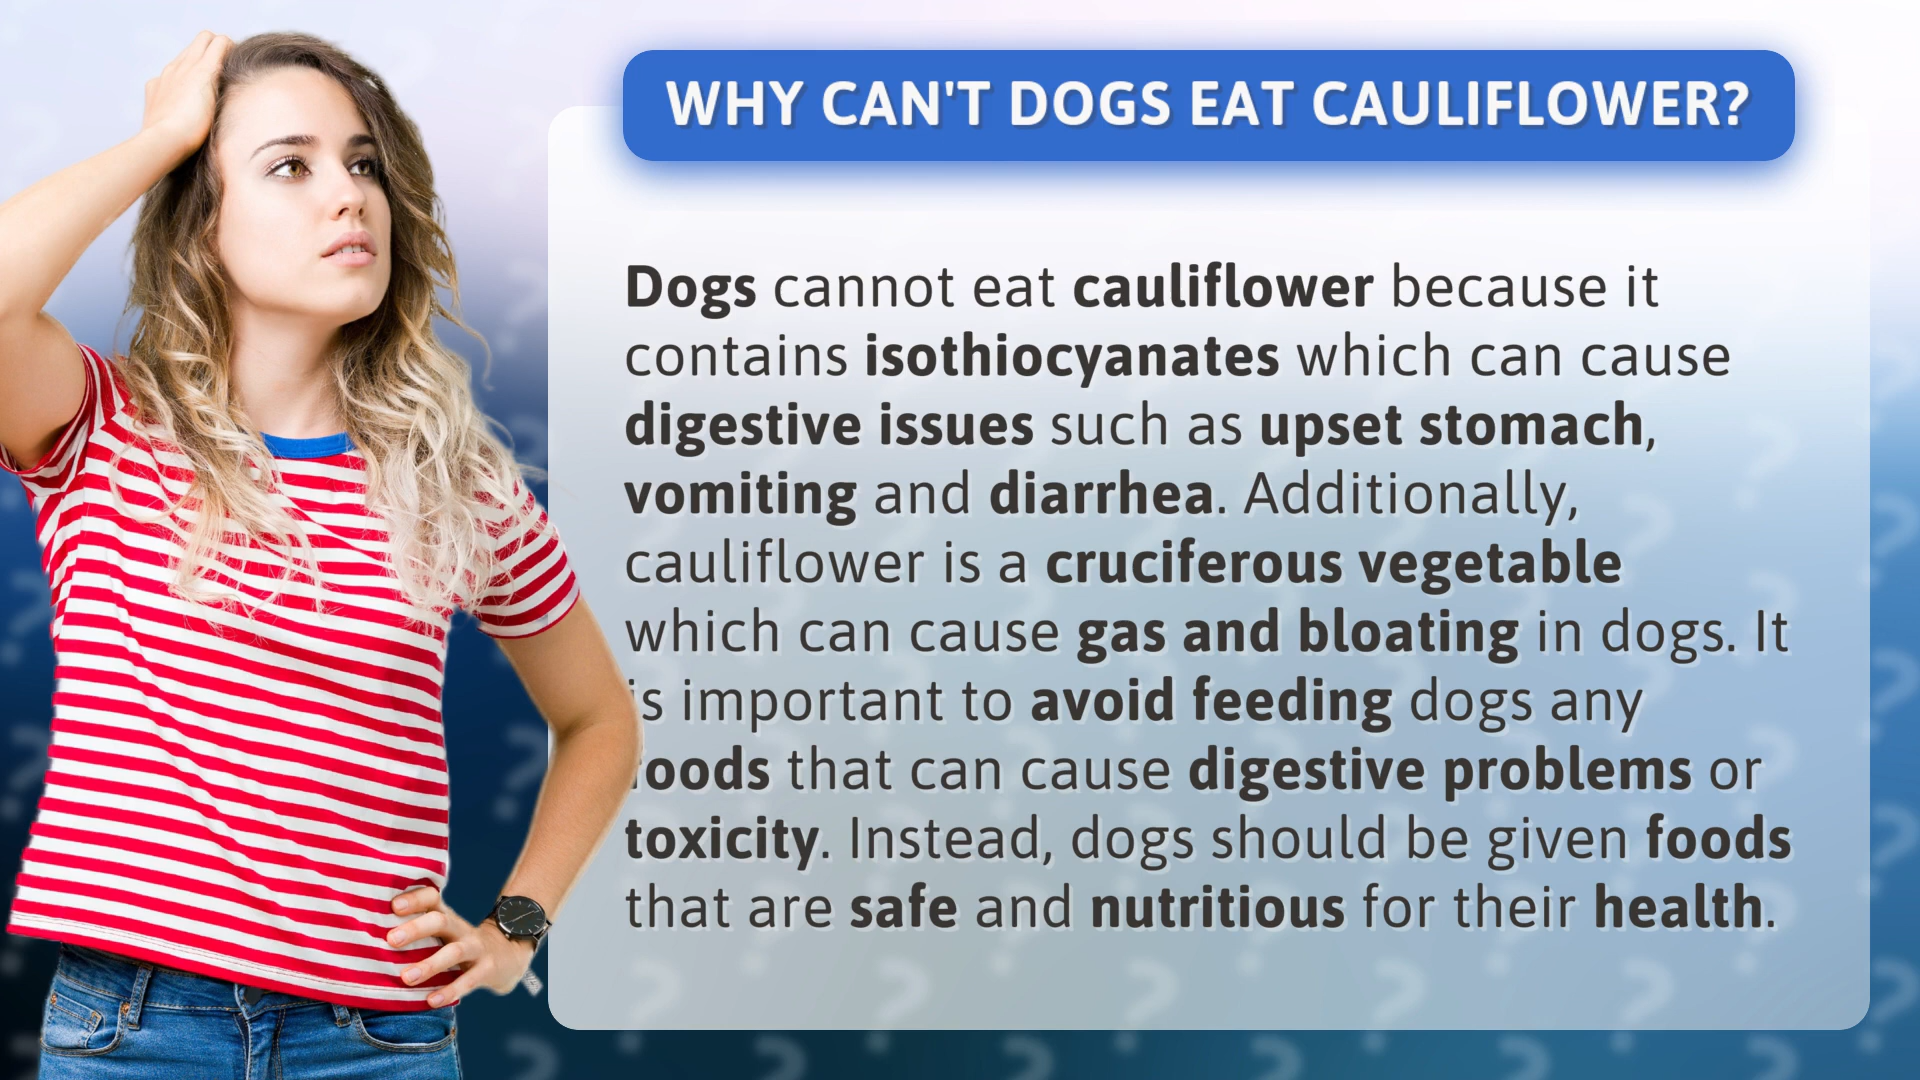 WHY CAN'T DOGS EAT CAULIFLOWER?
Dogs cannot eat cauliflower because it
contains isothiocyanates which can cause
digestive issues such as upset stomach,
vomiting and diarrhea. Additionally,
cauliflower is a cruciferous vegetable
which can cause gas and bloating in dogs. It
is important to avoid feeding dogs any
foods that can cause digestive problems or
toxicity. Instead, dogs should be given foods
that are safe and nutritious for their health.